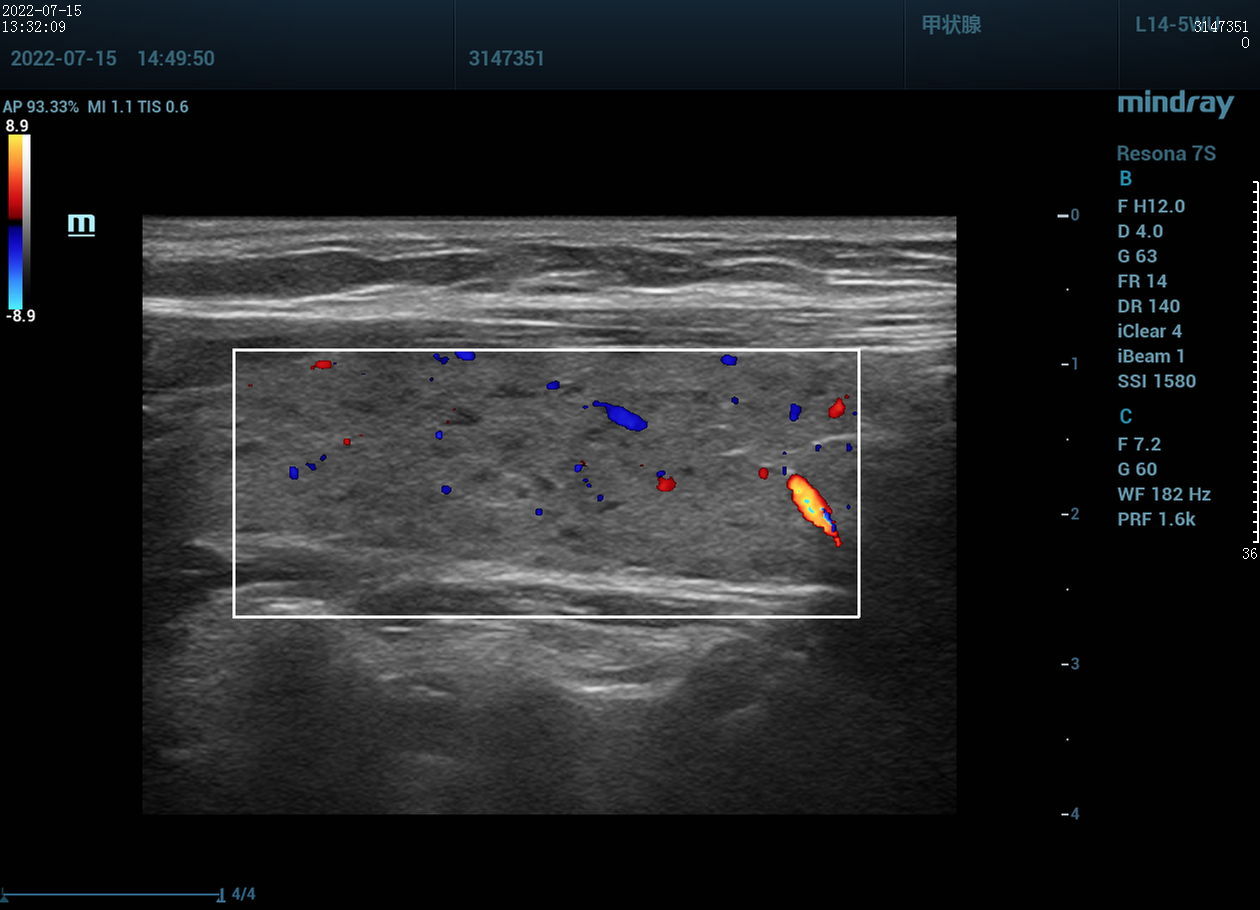 2022-07-15
13:32:09
2022-07-15 14:49:50
3147351
甲状腺
L14-5W
3147351
0
AP 93.33% MI 1.1 TIS 0.6
8.9
-8.9
m
mindray
Resona 7S
B
F H12.0
D 4.0
G 63
FR 14
DR 140
iClear 4
iBeam 1
SSI 1580
C
F 7.2
G 60
WF 182 Hz
PRF 1.6k
0
1
2
3
4
36
1 4/4